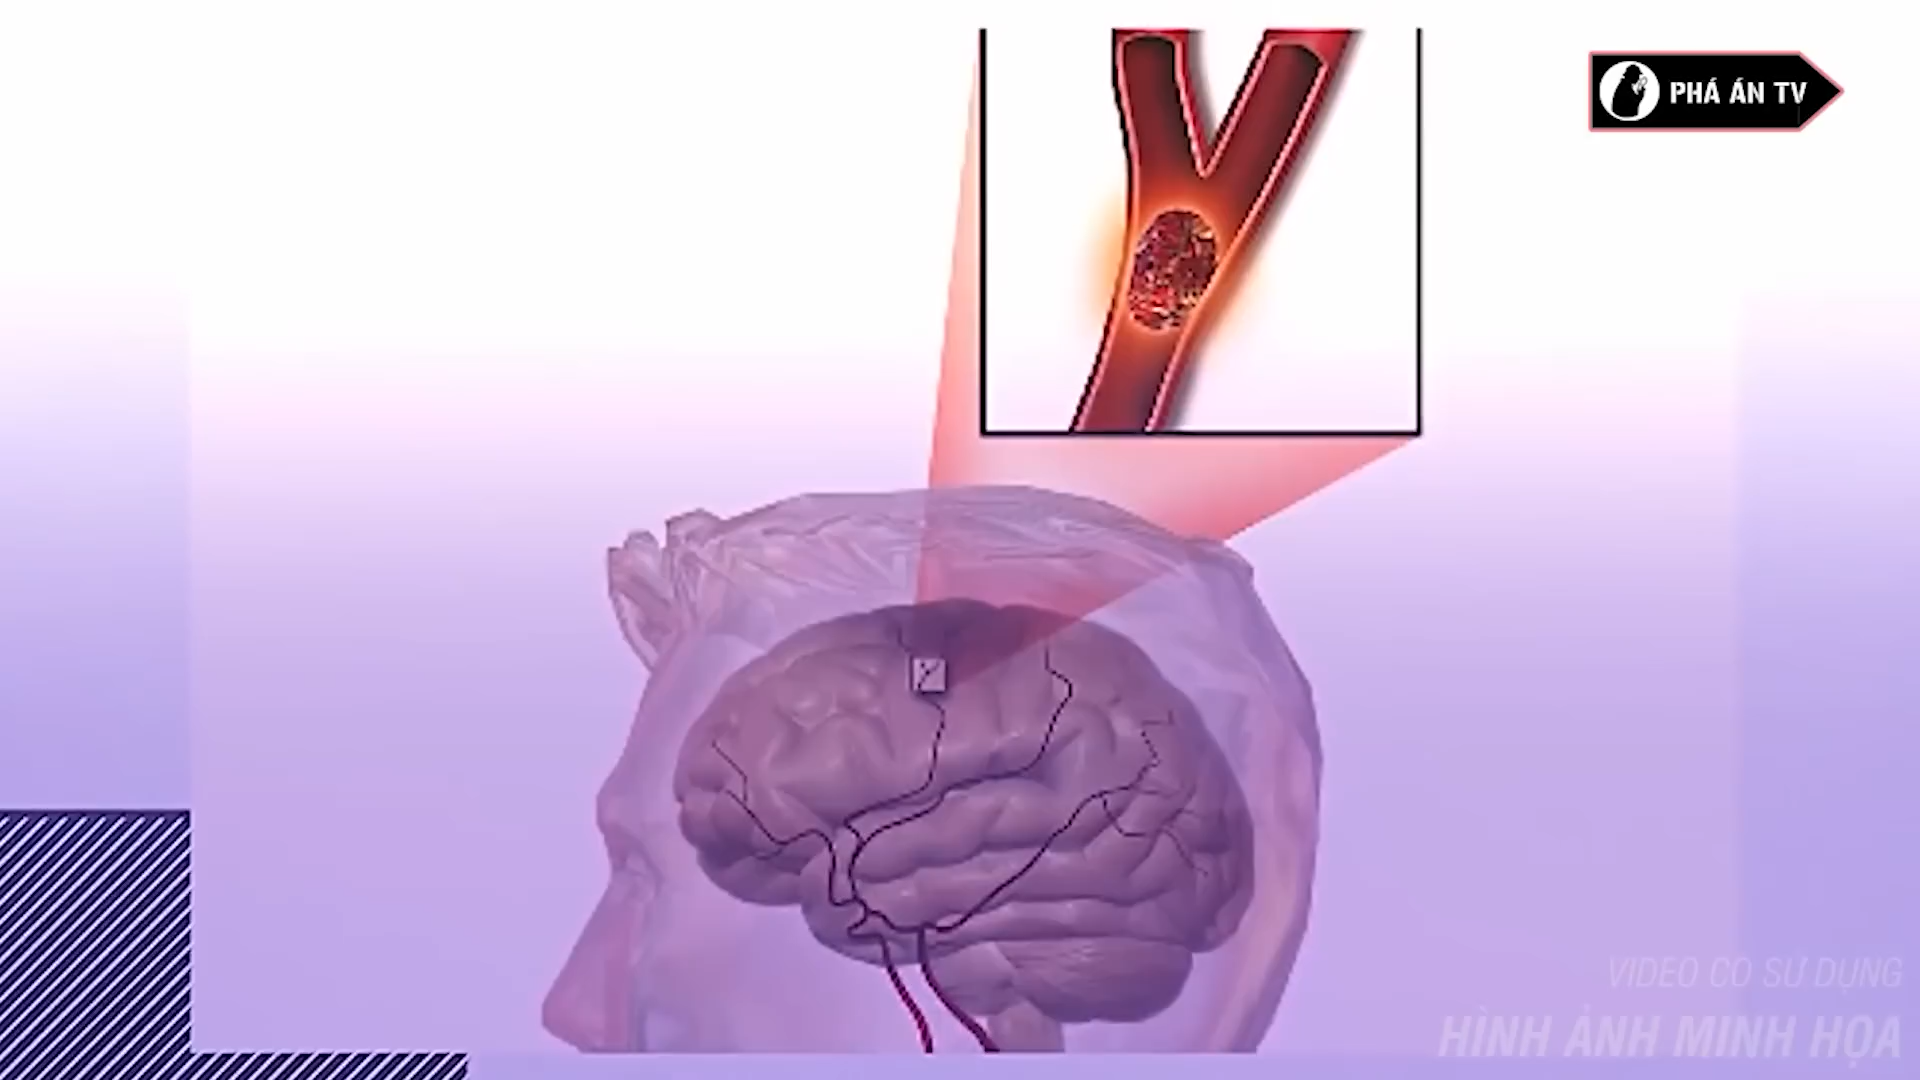 PHÁ ÁN TV
VIDEO CÓ SỬ DỤNG
HÌNH ẢNH MINH HỌA